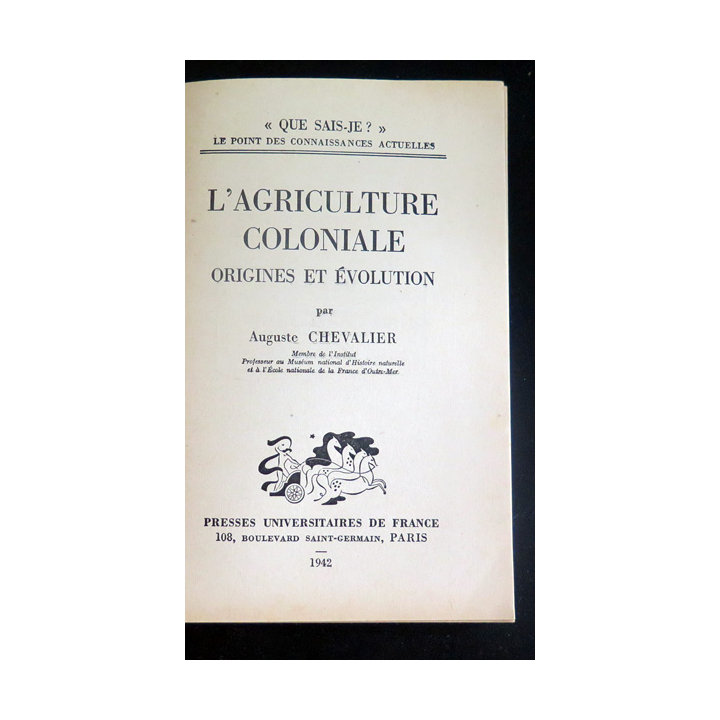 « QUE SAIS-JE ? »
LE POINT DES CONNAISSANCES ACTUELLES
L'AGRICULTURE
COLONIALE
ORIGINES ET ÉVOLUTION
par
Auguste CHEVALIER
Membre de l'Institut
Professeur au Muséum national d'Histoire naturelle
et à l'École nationale de la France d'Outre-Mer.
PRESSES UNIVERSITAIRES DE FRANCE
108, BOULEVARD SAINT-GERMAIN, PARIS
1942